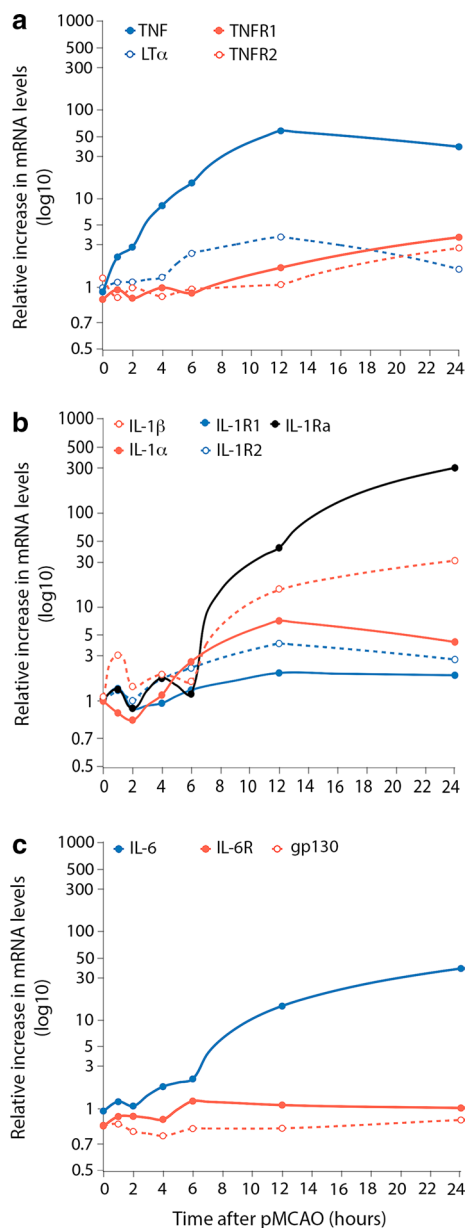 a
TNF TNFR1
LTα TNFR2
Relative increase in mRNA levels
(log10)
1000
500
300
100
50
30
10
5
3
1
0.7
0.5
0 2 4 6 8 10 12 14 16 18 20 22 24
b
IL-1β IL-1R1 IL-1Ra
IL-1α IL-1R2
Relative increase in mRNA levels
(log10)
1000
500
300
100
50
30
10
5
3
1
0.7
0.5
0 2 4 6 8 10 12 14 16 18 20 22 24
c
IL-6 IL-6R gp130
Relative increase in mRNA levels
(log10)
1000
500
300
100
50
30
10
5
3
1
0.7
0.5
0 2 4 6 8 10 12 14 16 18 20 22 24
Time after pMCAO (hours)